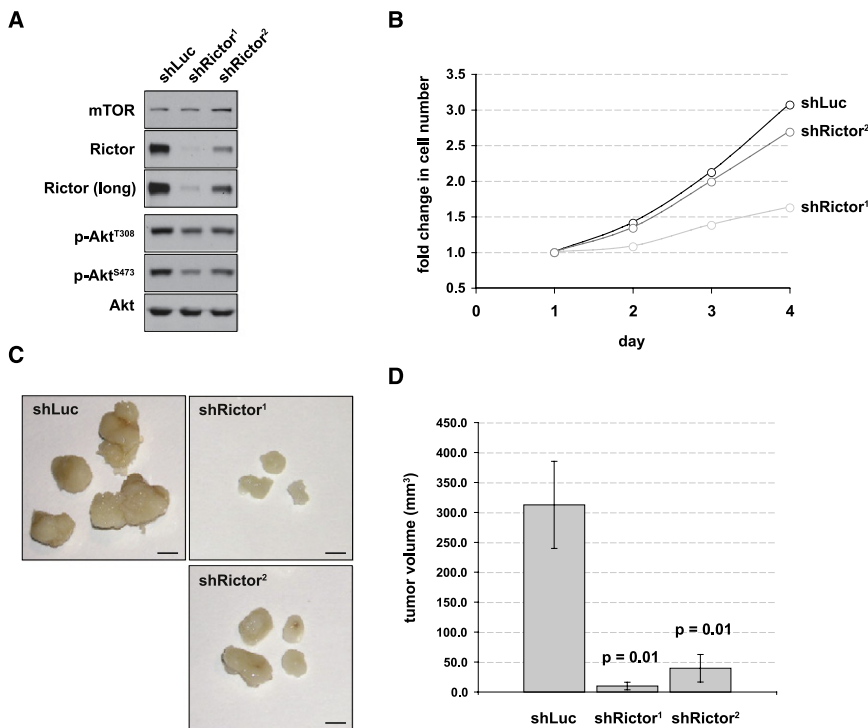 A
shLuc
shRictor¹
shRictor²
mTOR
Rictor
Rictor (long)
p-Akt^T308
p-Akt^S473
Akt
B
fold change in cell number
3.5
3.0
2.5
2.0
1.5
1.0
0.5
0 1 2 3 4
day
shLuc
shRictor²
shRictor¹
C
shLuc
shRictor¹
shRictor²
D
tumor volume (mm³)
450.0
400.0
350.0
300.0
250.0
200.0
150.0
100.0
50.0
0.0
p = 0.01
p = 0.01
shLuc shRictor¹ shRictor²